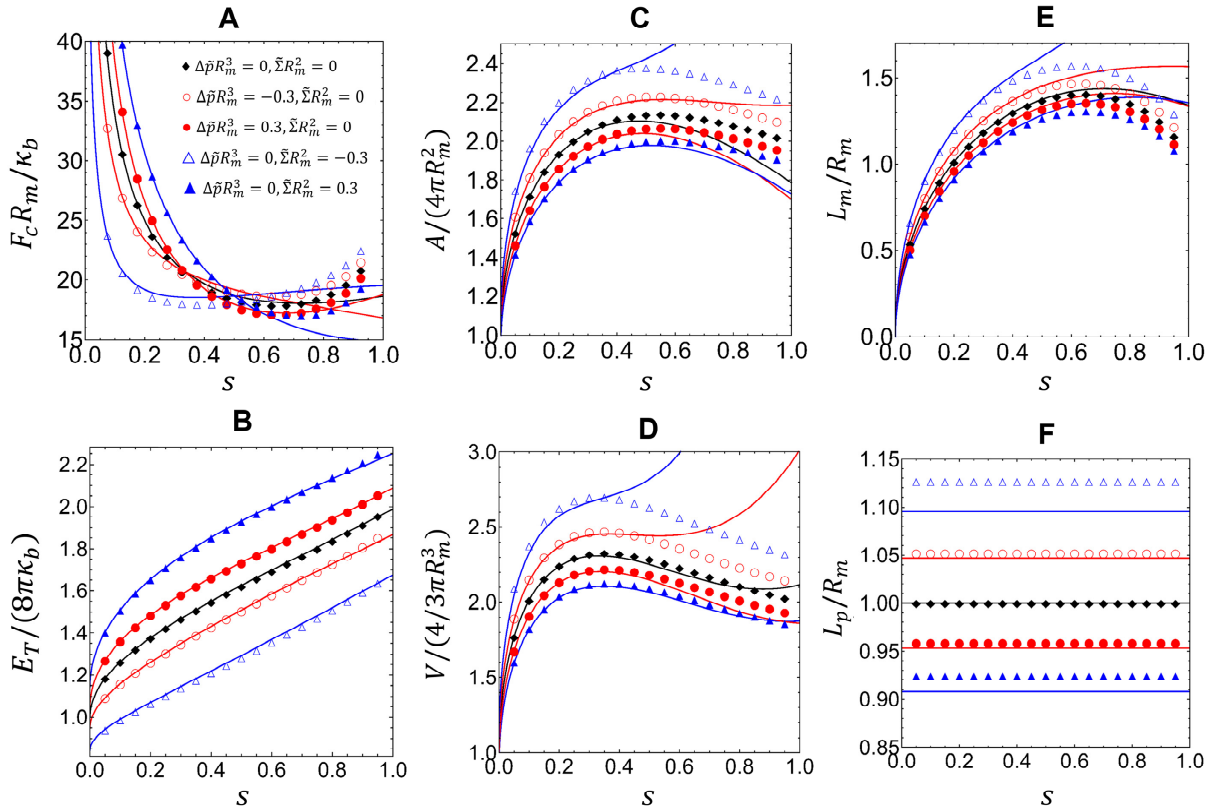 A
40
35
30
25
20
15
0.0 0.2 0.4 0.6 0.8 1.0
F_c R_m/κ_b
s
Δp̃R_m^3 = 0, Σ̃R_m^2 = 0
Δp̃R_m^3 = −0.3, Σ̃R_m^2 = 0
Δp̃R_m^3 = 0.3, Σ̃R_m^2 = 0
Δp̃R_m^3 = 0, Σ̃R_m^2 = −0.3
Δp̃R_m^3 = 0, Σ̃R_m^2 = 0.3
C
2.4
2.2
2.0
1.8
1.6
1.4
1.2
1.0
0.0 0.2 0.4 0.6 0.8 1.0
A/(4πR_m^2)
s
E
1.5
1.0
0.5
0.0
0.0 0.2 0.4 0.6 0.8 1.0
L_m/R_m
s
B
2.2
2.0
1.8
1.6
1.4
1.2
1.0
0.0 0.2 0.4 0.6 0.8 1.0
E_T/(8πκ_b)
s
D
3.0
2.5
2.0
1.5
1.0
0.0 0.2 0.4 0.6 0.8 1.0
V/(4/3πR_m^3)
s
F
1.15
1.10
1.05
1.00
0.95
0.90
0.85
0.0 0.2 0.4 0.6 0.8 1.0
L_p/R_m
s